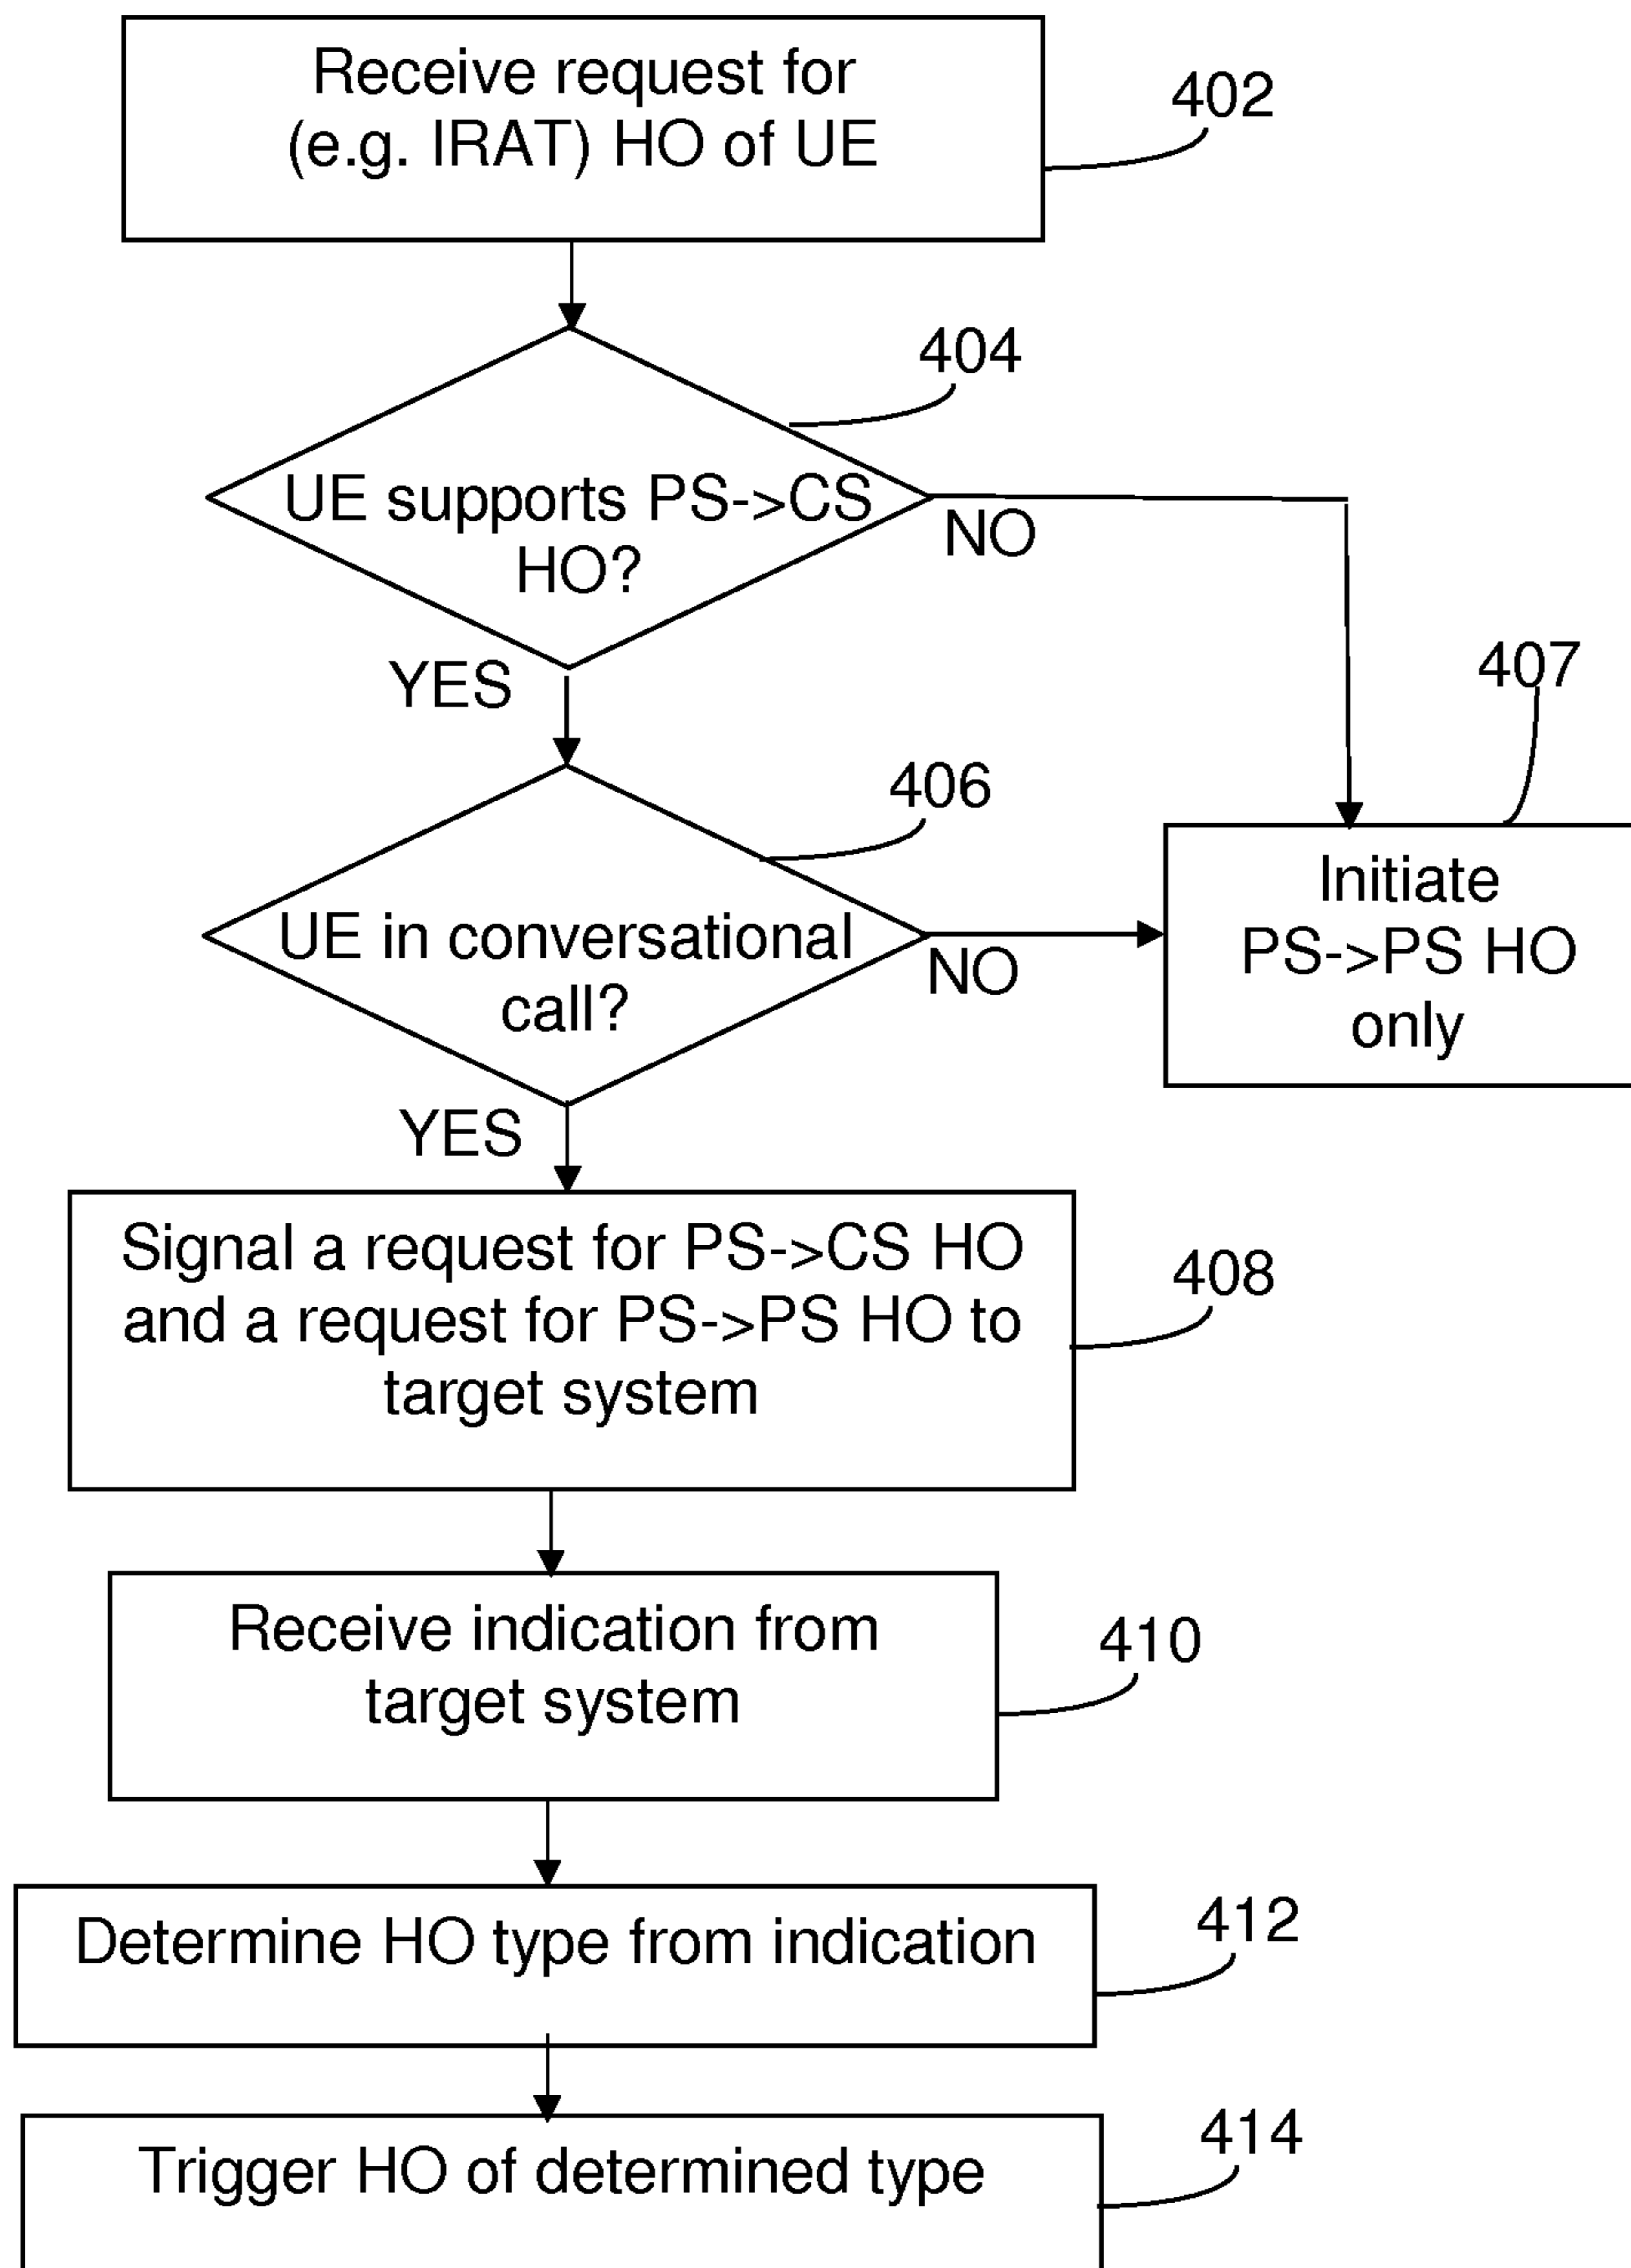 Receive request for
(e.g. IRAT) HO of UE
402
404
UE supports PS->CS
HO?
NO
YES
407
406
Initiate
PS->PS HO
only
UE in conversational
call?
NO
YES
Signal a request for PS->CS HO
and a request for PS->PS HO to
target system
408
Receive indication from
target system
410
Determine HO type from indication
412
Trigger HO of determined type
414